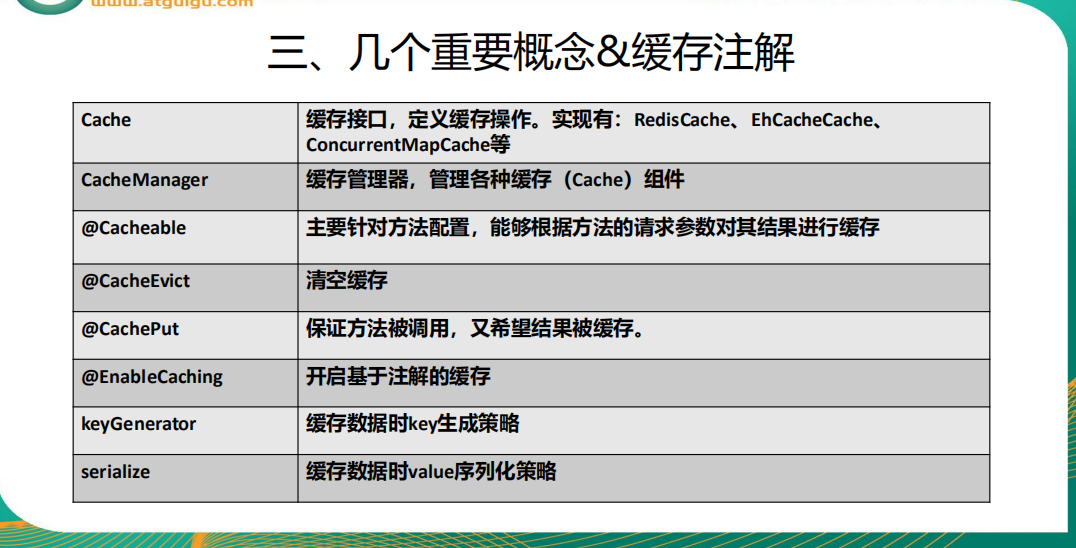 www.atguigu.com
三、几个重要概念&缓存注解
Cache
缓存接口，定义缓存操作。实现有：RedisCache、EhCacheCache、
ConcurrentMapCache等
CacheManager
缓存管理器，管理各种缓存（Cache）组件
@Cacheable
主要针对方法配置，能够根据方法的请求参数对其结果进行缓存
@CacheEvict
清空缓存
@CachePut
保证方法被调用，又希望结果被缓存。
@EnableCaching
开启基于注解的缓存
keyGenerator
缓存数据时key生成策略
serialize
缓存数据时value序列化策略